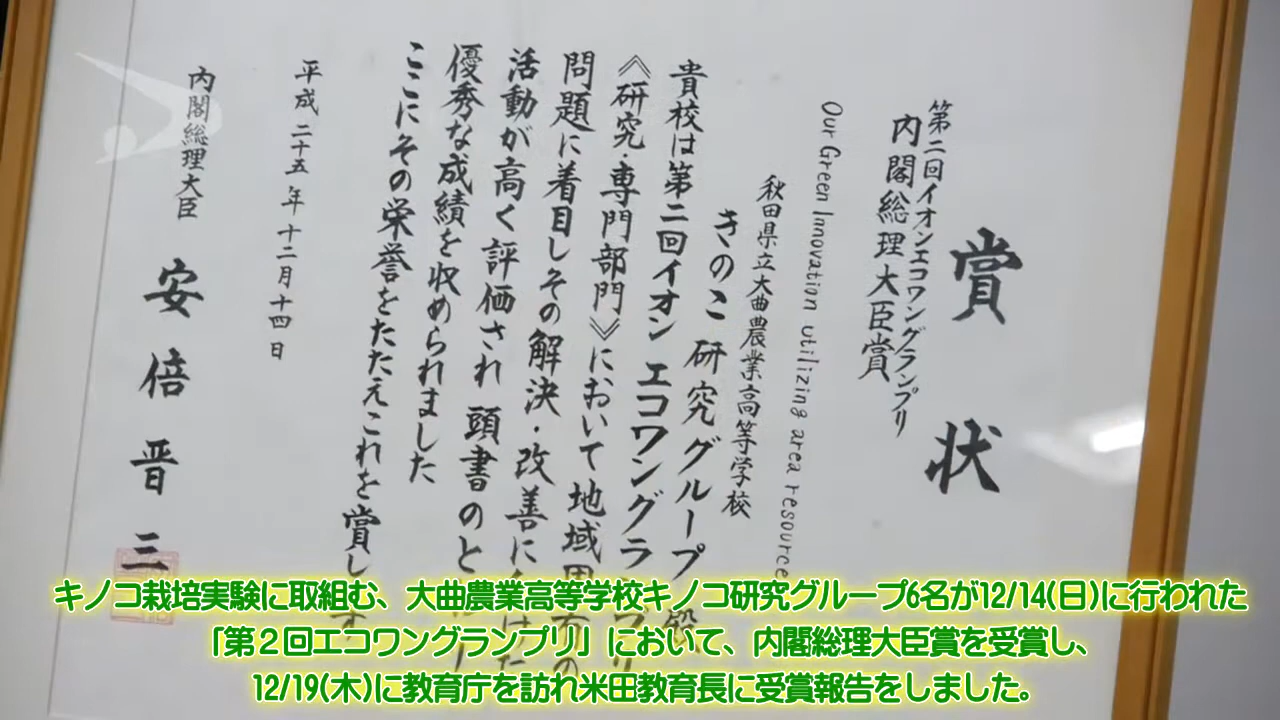 賞状
第二回イオンエコワングランプリ
内閣総理大臣賞
Our Green Innovation utilizing area resource
秋田県立大曲農業高等学校
きのこ研究グループ 殿
貴校は第二回イオン エコワングラ プリ
《研究・専門部門》において地域固有の
問題に着目しその解決・改善に けた
活動が高く評価され 頭書のと
優秀な成績を収められました
ここにその栄誉をたたえこれを賞し す
平成二十五年十二月十四日
内閣総理大臣 安倍晋三
キノコ栽培実験に取組む、大曲農業高等学校キノコ研究グループ6名が12/14(日)に行われた
「第２回エコワングランプリ」において、内閣総理大臣賞を受賞し、
12/19(木)に教育庁を訪れ米田教育長に受賞報告をしました。